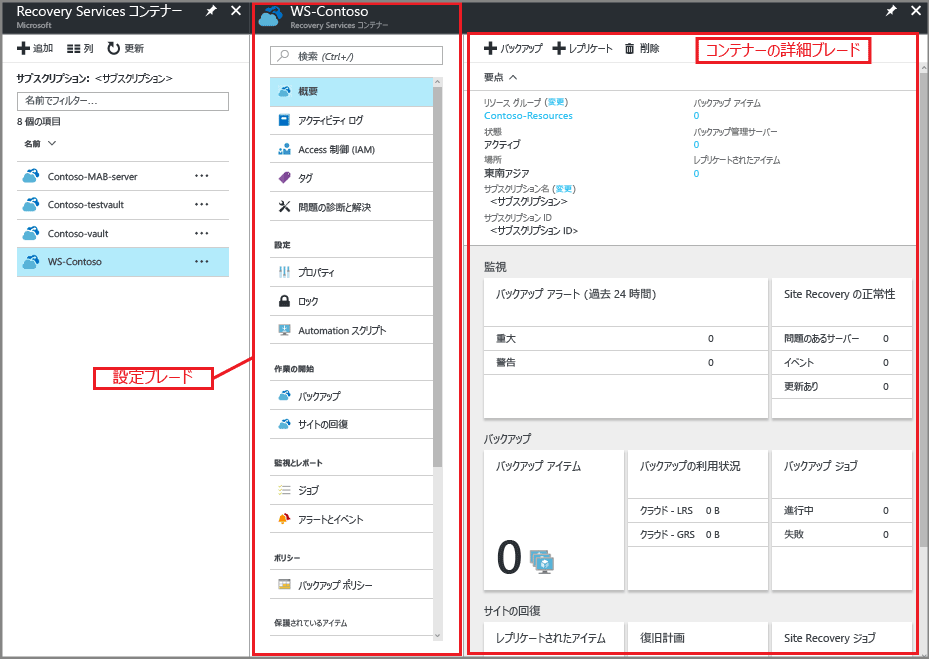 Recovery Services コンテナー
Microsoft
追加 列 更新
サブスクリプション: <サブスクリプション>
名前でフィルター...
8 個の項目
名前
Contoso-MAB-server
Contoso-testvault
Contoso-vault
WS-Contoso
設定ブレード
WS-Contoso
Recovery Services コンテナー
検索 (Ctrl+/)
概要
アクティビティ ログ
Access 制御 (IAM)
タグ
問題の診断と解決
設定
プロパティ
ロック
Automation スクリプト
作業の開始
バックアップ
サイトの回復
監視とレポート
ジョブ
アラートとイベント
ポリシー
バックアップ ポリシー
保護されているアイテム
バックアップ レプリケート 削除
コンテナーの詳細ブレード
要点
リソース グループ (変更)
Contoso-Resources
状態
アクティブ
場所
東南アジア
サブスクリプション名 (変更)
<サブスクリプション>
サブスクリプション ID
<サブスクリプション ID>
バックアップ アイテム
0
バックアップ管理サーバー
0
レプリケートされたアイテム
0
監視
バックアップ アラート (過去 24 時間)
重大 0
警告 0
Site Recovery の正常性
問題のあるサーバー 0
イベント 0
更新あり 0
バックアップ
バックアップ アイテム
0
バックアップの利用状況
クラウド - LRS 0 B
クラウド - GRS 0 B
バックアップ ジョブ
進行中 0
失敗 0
サイトの回復
レプリケートされたアイテム
復旧計画
Site Recovery ジョブ